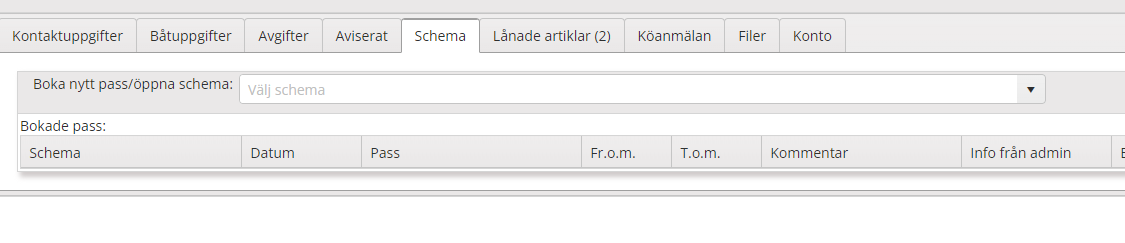 Kontaktuppgifter Båtuppgifter Avgifter Aviserat Schema Lånade artiklar (2) Köanmälan Filer Konto
Boka nytt pass/öppna schema: Välj schema
Bokade pass:
Schema Datum Pass Fr.o.m. T.o.m. Kommentar Info från admin